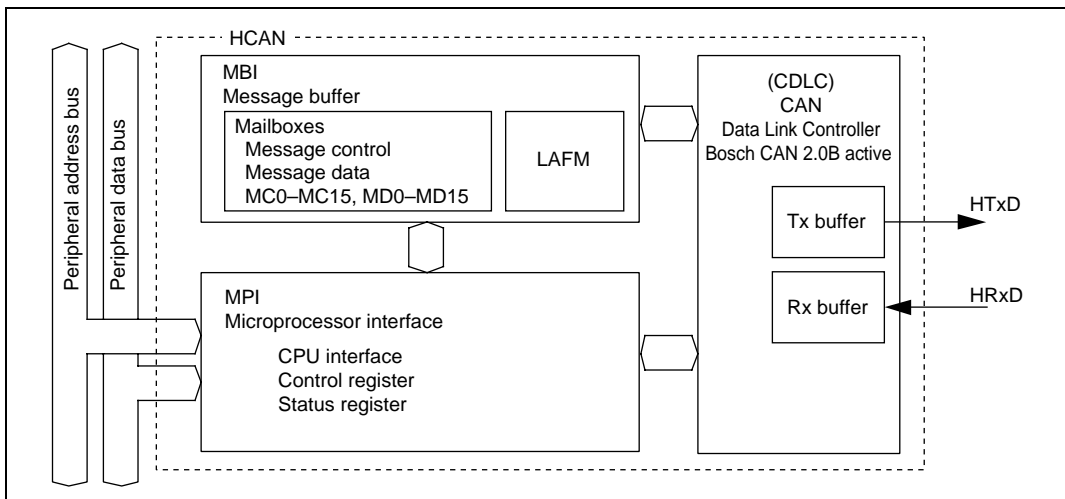 HCAN
Peripheral address bus
Peripheral data bus
MBI
Message buffer
Mailboxes
Message control
Message data
MC0–MC15, MD0–MD15
LAFM
(CDLC)
CAN
Data Link Controller
Bosch CAN 2.0B active
Tx buffer
HTxD
Rx buffer
HRxD
MPI
Microprocessor interface
CPU interface
Control register
Status register